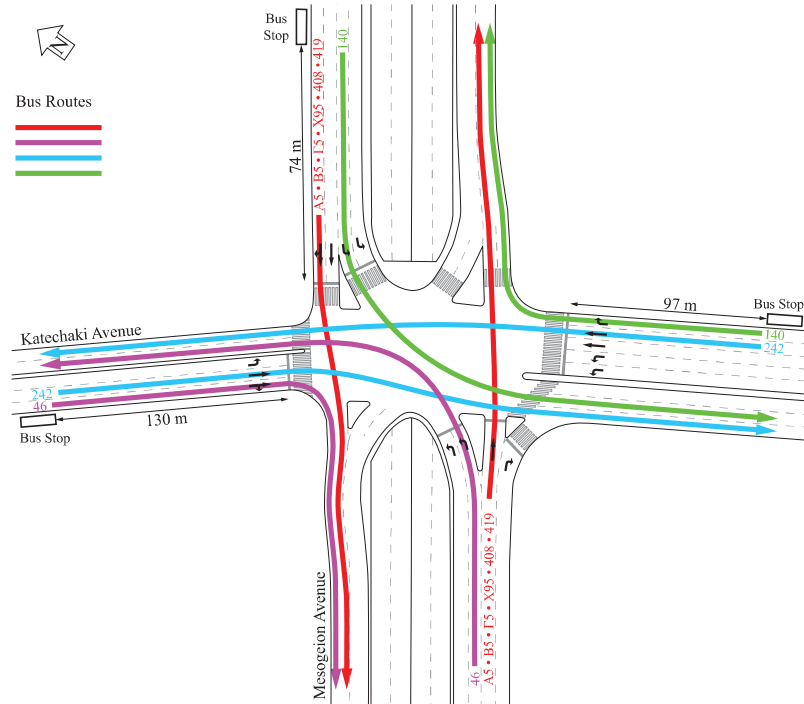 Bus
Stop
N
Bus Routes
140
A5 • B5 • Γ5 • X95 • 408 • 419
74 m
97 m
Bus Stop
140
242
Katechaki Avenue
242
46
Bus Stop
130 m
Mesogeion Avenue
46
A5 • B5 • Γ5 • X95 • 408 • 419